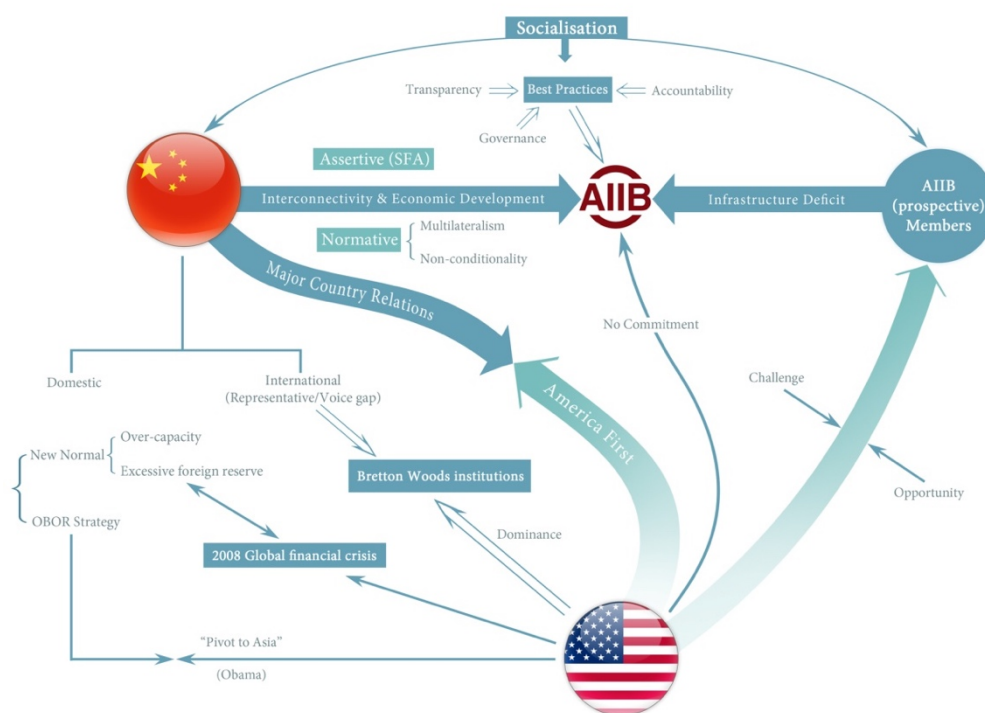 Socialisation
Transparency
Best Practices
Accountability
Governance
Assertive (SFA)
Interconnectivity & Economic Development
AIIB
Infrastructure Deficit
AIIB
(prospective)
Members
Normative
Multilateralism
Non-conditionality
Major Country Relations
No Commitment
Domestic
International
(Representative/Voice gap)
Challenge
America First
New Normal
Over-capacity
Excessive foreign reserve
Bretton Woods institutions
Opportunity
OBOR Strategy
Dominance
2008 Global financial crisis
“Pivot to Asia”
(Obama)